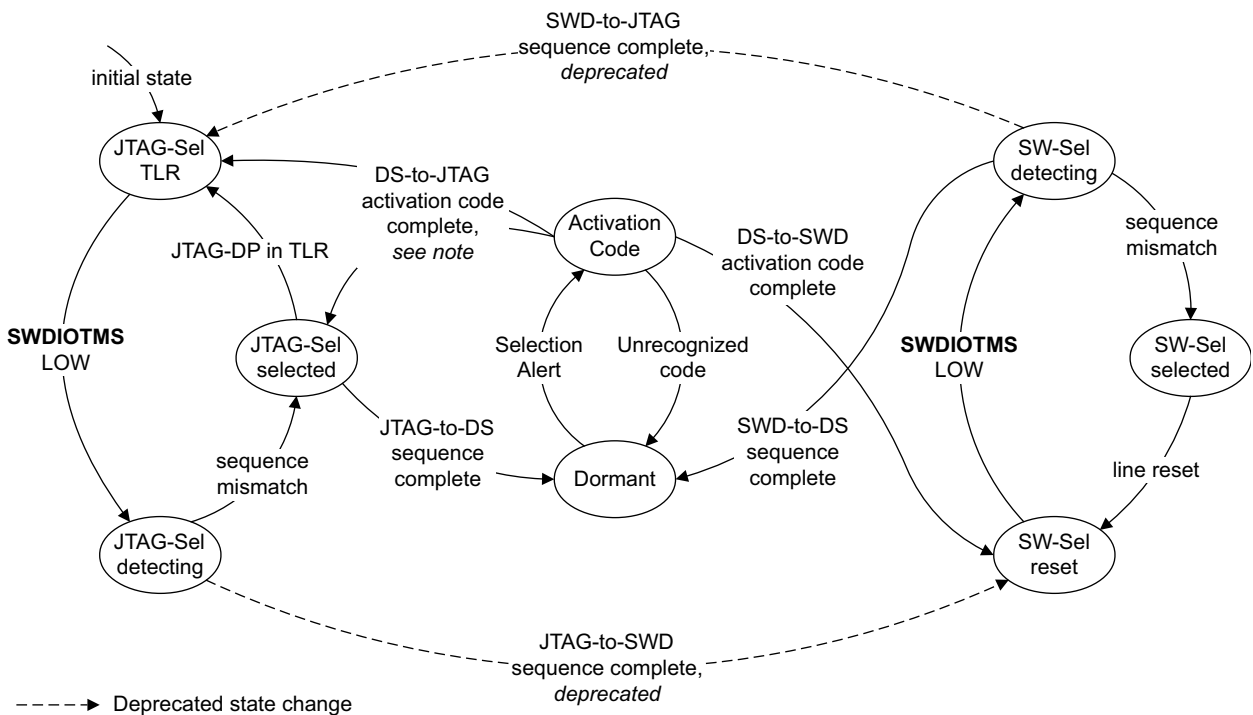 SWD-to-JTAG
sequence complete,
deprecated
initial state
JTAG-Sel
TLR
SW-Sel
detecting
DS-to-JTAG
activation code
complete,
see note
Activation
Code
DS-to-SWD
activation code
complete
sequence
mismatch
JTAG-DP in TLR
SWDIOTMS
LOW
JTAG-Sel
selected
Selection
Alert
Unrecognized
code
SWDIOTMS
LOW
SW-Sel
selected
JTAG-to-DS
sequence
complete
SWD-to-DS
sequence
complete
sequence
mismatch
Dormant
line reset
JTAG-Sel
detecting
SW-Sel
reset
JTAG-to-SWD
sequence complete,
deprecated
Deprecated state change